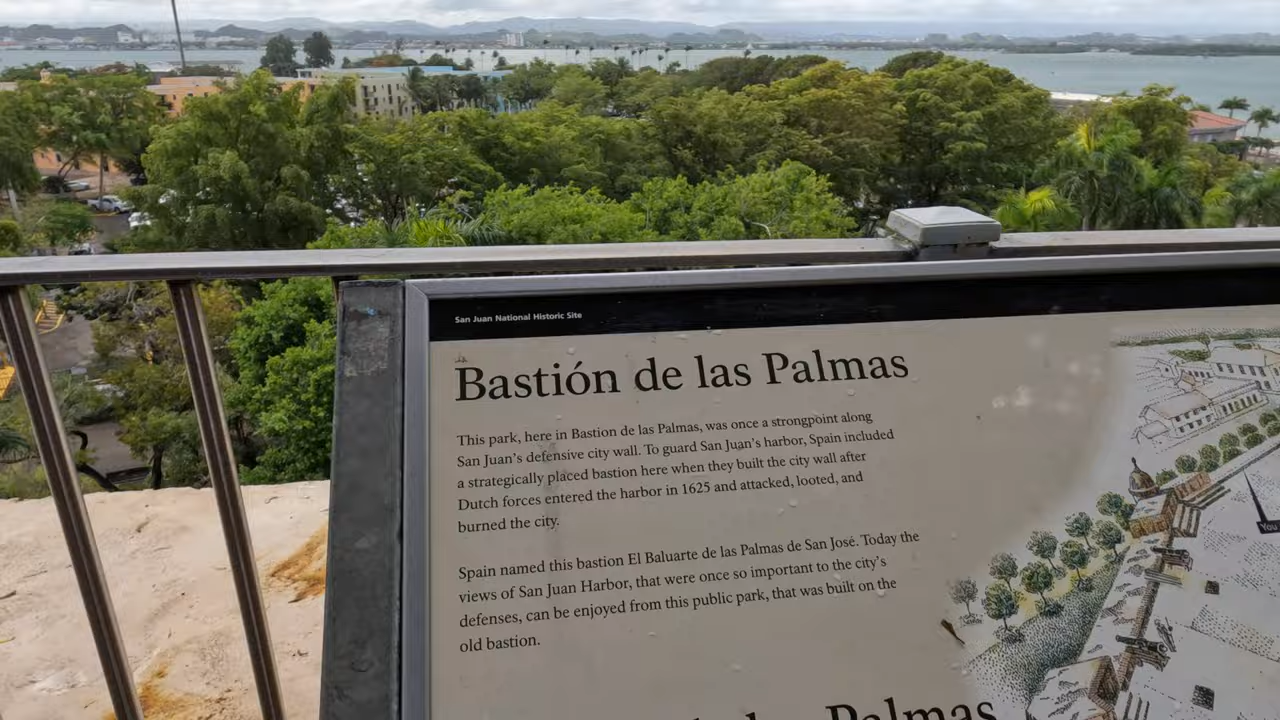 San Juan National Historic Site
Bastión de las Palmas
This park, here in Bastion de las Palmas, was once a strongpoint along
San Juan's defensive city wall. To guard San Juan's harbor, Spain included
a strategically placed bastion here when they built the city wall after
Dutch forces entered the harbor in 1625 and attacked, looted, and
burned the city.
Spain named this bastion El Baluarte de las Palmas de San José. Today the
views of San Juan Harbor, that were once so important to the city's
defenses, can be enjoyed from this public park, that was built on the
old bastion.
You
Palmas